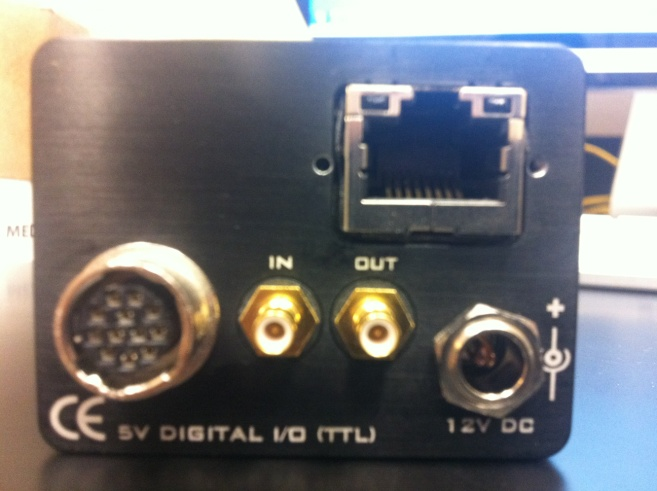 IN OUT
+
CE 5V DIGITAL I/O (TTL)
12V DC